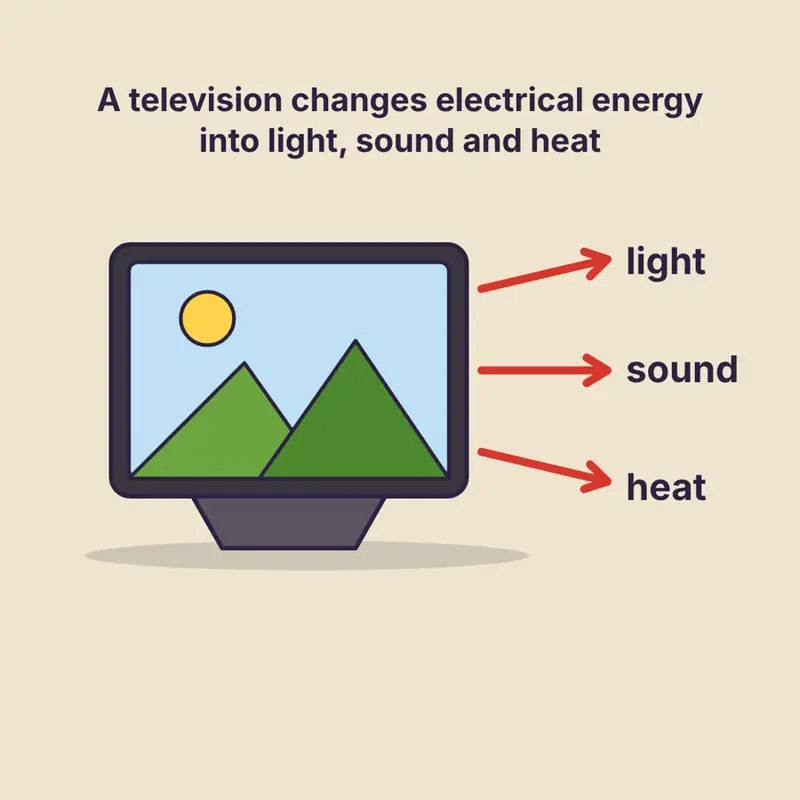 A television changes electrical energy
into light, sound and heat
light
sound
heat